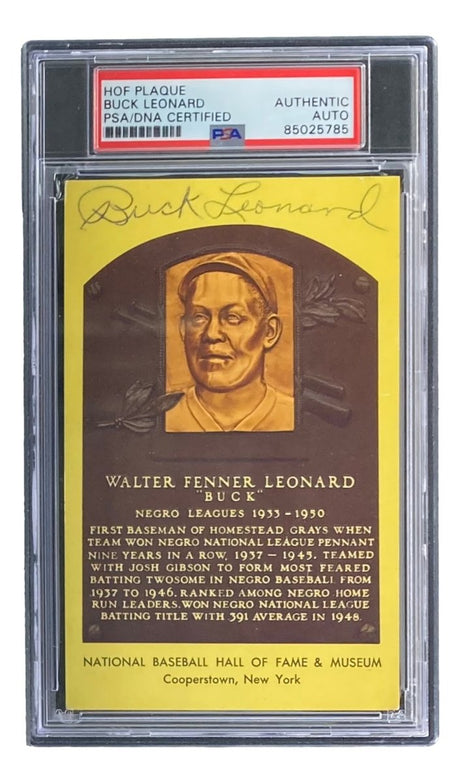 HOF PLAQUE
BUCK LEONARD
PSA/DNA CERTIFIED
AUTHENTIC
AUTO
85025785
PSA
Buck Leonard
WALTER FENNER LEONARD
"BUCK"
NEGRO LEAGUES 1933-1950
FIRST BASEMAN OF HOMESTEAD GRAYS WHEN
TEAM WON NEGRO NATIONAL LEAGUE PENNANT
NINE YEARS IN A ROW, 1937 - 1945. TEAMED
WITH JOSH GIBSON TO FORM MOST FEARED
BATTING TWOSOME IN NEGRO BASEBALL FROM
1937 TO 1946. RANKED AMONG NEGRO HOME
RUN LEADERS. WON NEGRO NATIONAL LEAGUE
BATTING TITLE WITH 391 AVERAGE IN 1948.
NATIONAL BASEBALL HALL OF FAME & MUSEUM
Cooperstown, New York